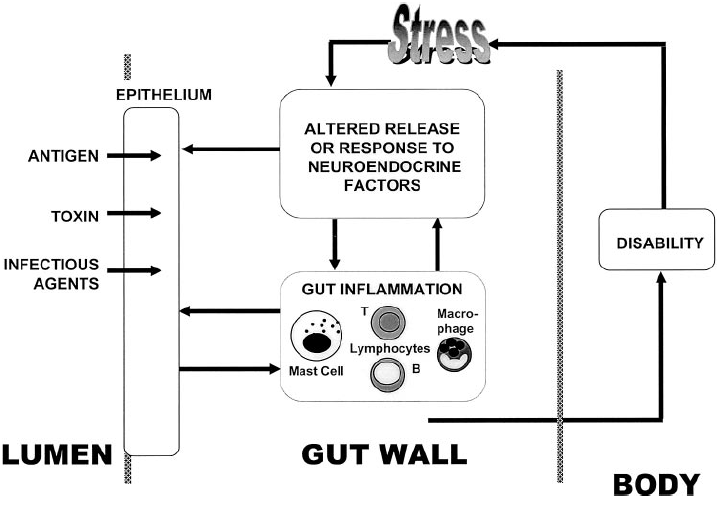 Stress
EPITHELIUM
ALTERED RELEASE
OR RESPONSE TO
NEUROENDOCRINE
FACTORS
ANTIGEN
TOXIN
INFECTIOUS
AGENTS
DISABILITY
GUT INFLAMMATION
T
Macro-
phage
Lymphocytes
Mast Cell
B
LUMEN
GUT WALL
BODY